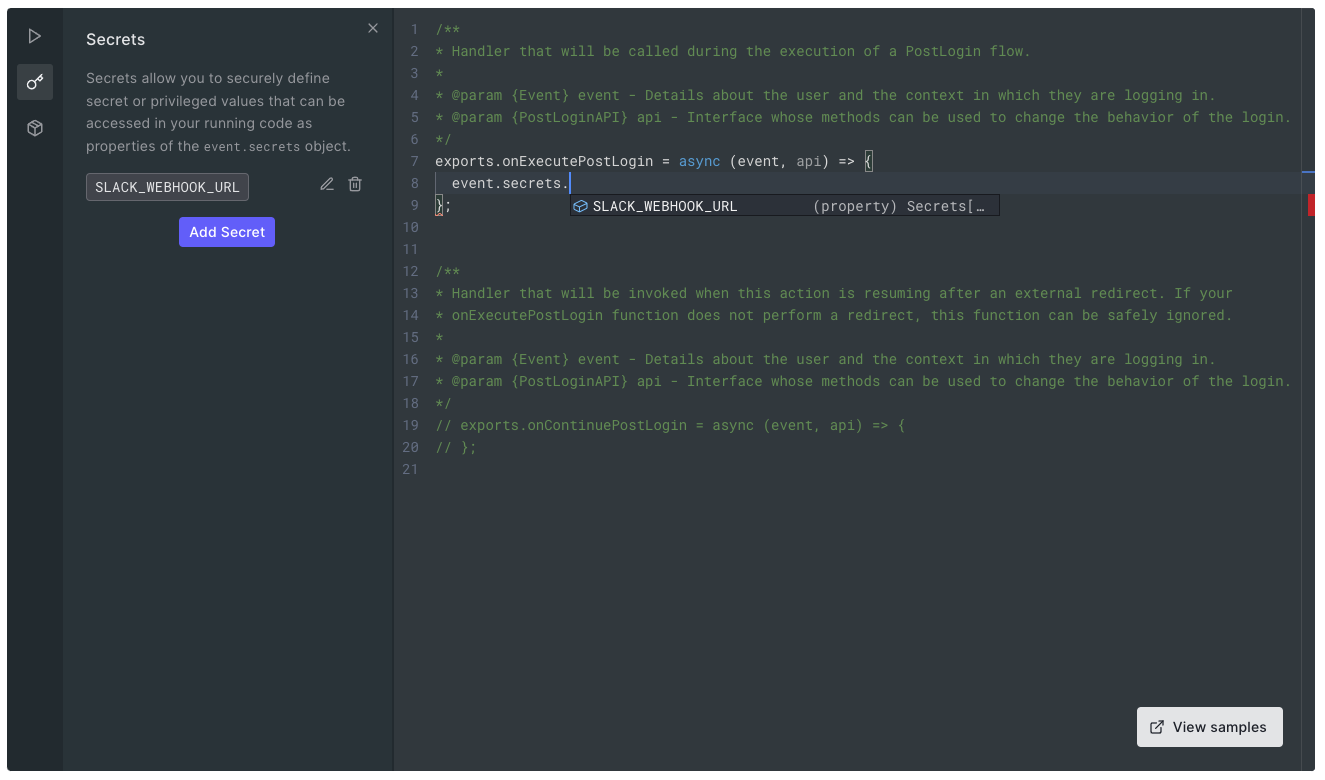 Secrets
Secrets allow you to securely define
secret or privileged values that can be
accessed in your running code as
properties of the event.secrets object.
SLACK_WEBHOOK_URL
Add Secret
1 /**
2 * Handler that will be called during the execution of a PostLogin flow.
3 *
4 * @param {Event} event - Details about the user and the context in which they are logging in.
5 * @param {PostLoginAPI} api - Interface whose methods can be used to change the behavior of the login.
6 */
7 exports.onExecutePostLogin = async (event, api) => {
8 event.secrets.
9 };
SLACK_WEBHOOK_URL (property) Secrets[…
10
11
12 /**
13 * Handler that will be invoked when this action is resuming after an external redirect. If your
14 * onExecutePostLogin function does not perform a redirect, this function can be safely ignored.
15 *
16 * @param {Event} event - Details about the user and the context in which they are logging in.
17 * @param {PostLoginAPI} api - Interface whose methods can be used to change the behavior of the login.
18 */
19 // exports.onContinuePostLogin = async (event, api) => {
20 // };
21
View samples